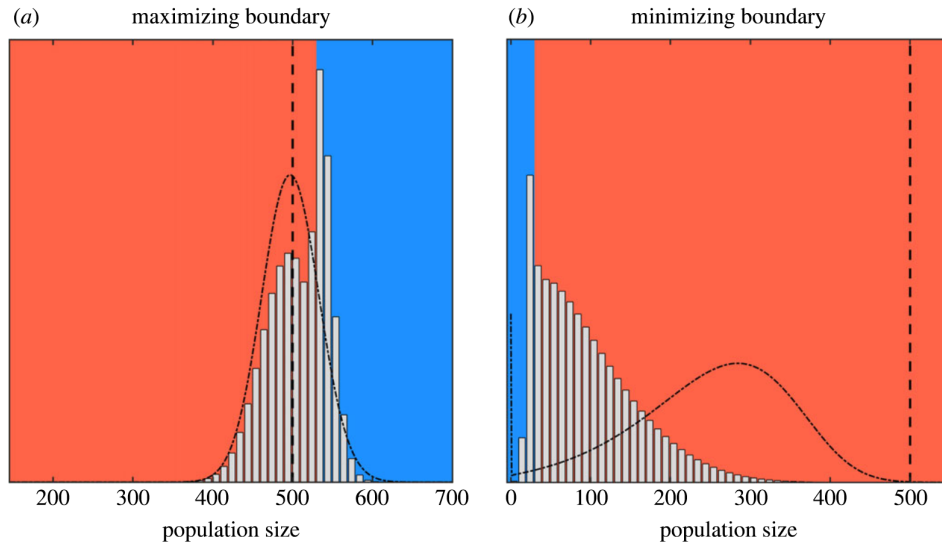 (a) maximizing boundary
200 300 400 500 600 700
population size
(b) minimizing boundary
0 100 200 300 400 500
population size